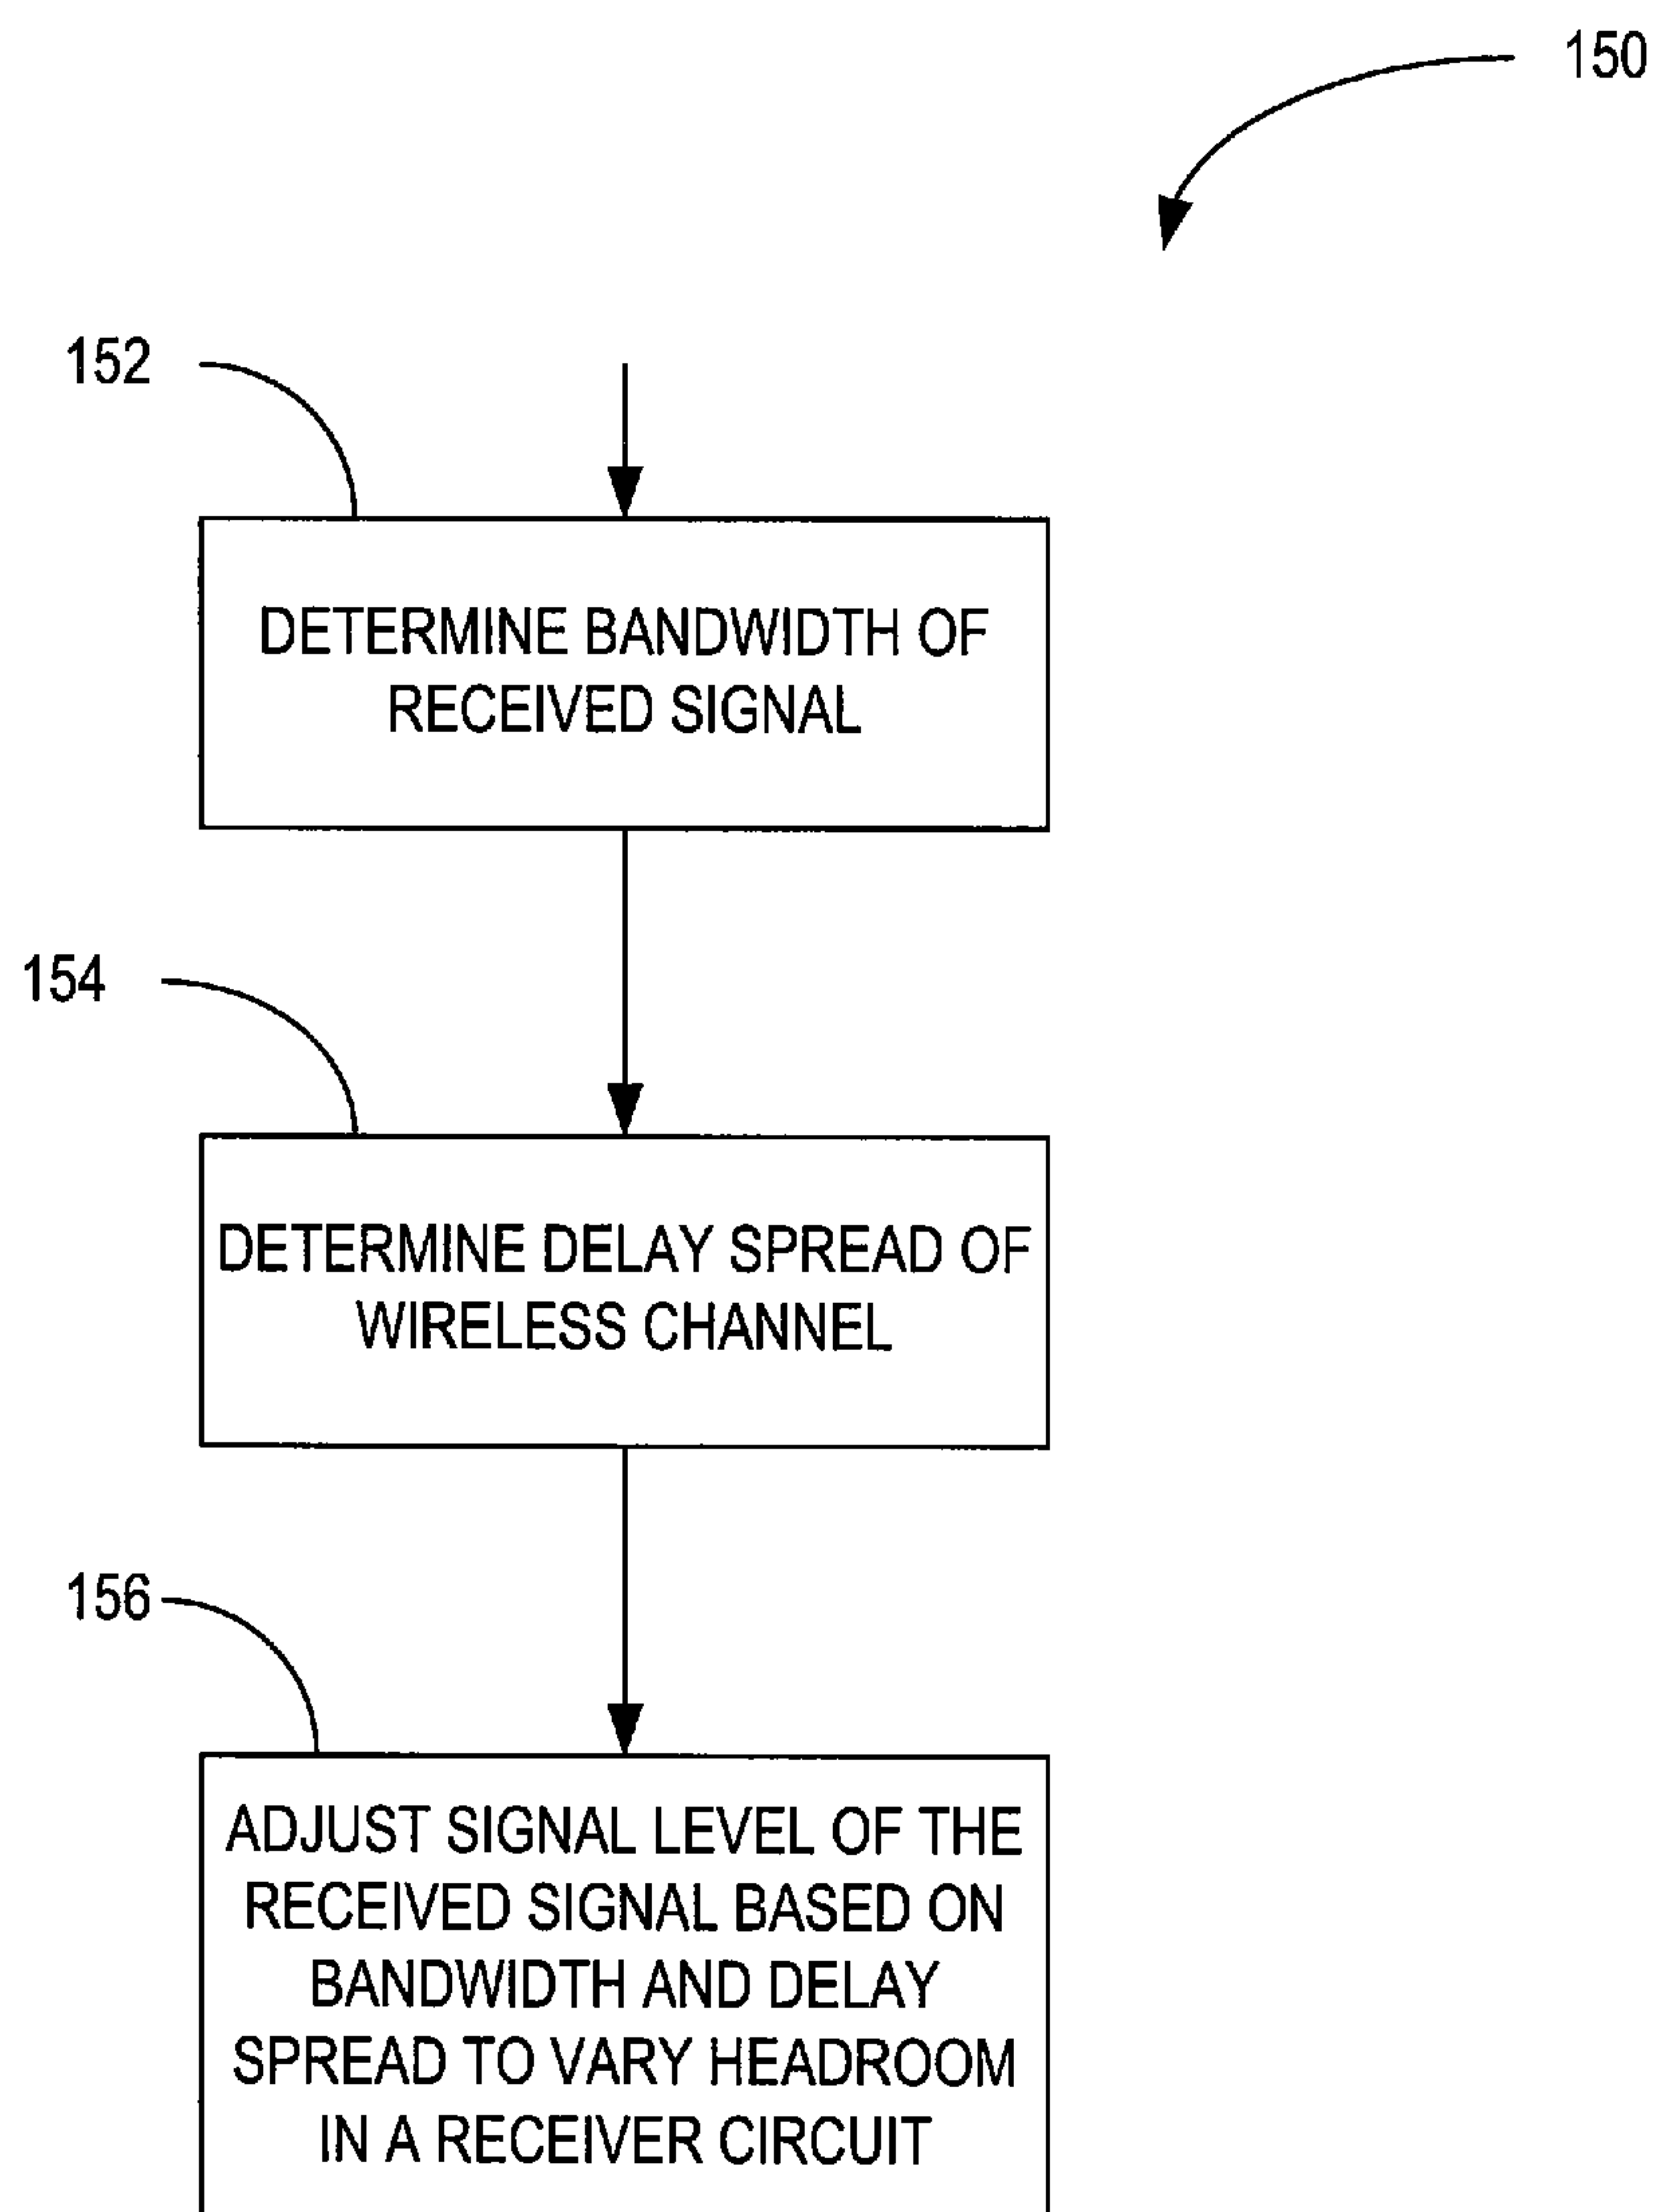 150
152
DETERMINE BANDWIDTH OF
RECEIVED SIGNAL
154
DETERMINE DELAY SPREAD OF
WIRELESS CHANNEL
156
ADJUST SIGNAL LEVEL OF THE
RECEIVED SIGNAL BASED ON
BANDWIDTH AND DELAY
SPREAD TO VARY HEADROOM
IN A RECEIVER CIRCUIT